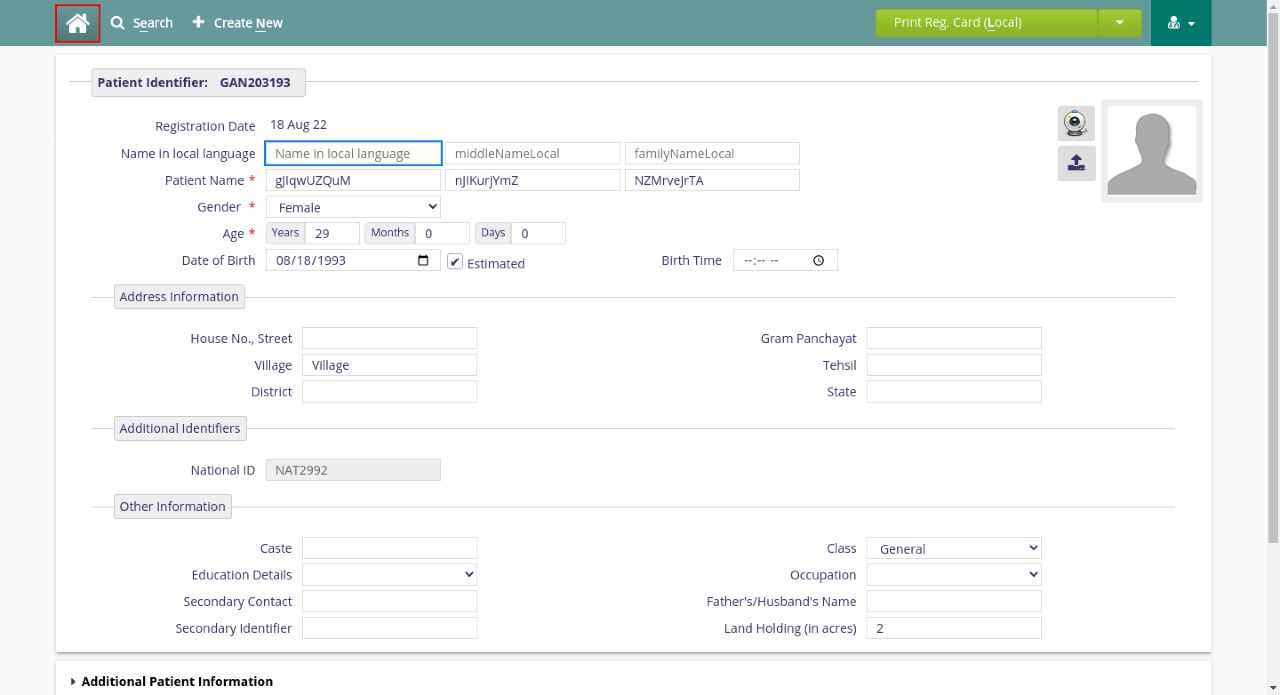 Search Create New Print Reg. Card (Local)
Patient Identifier: GAN203193
Registration Date 18 Aug 22
Name in local language Name in local language middleNameLocal familyNameLocal
Patient Name * gJIqwUZQuM nJIKurjYmZ NZMrveJrTA
Gender * Female
Age * Years 29 Months 0 Days 0
Date of Birth 08/18/1993 Estimated Birth Time --:-- --
Address Information
House No., Street Gram Panchayat
Village Village Tehsil
District State
Additional Identifiers
National ID NAT2992
Other Information
Caste Class General
Education Details Occupation
Secondary Contact Father's/Husband's Name
Secondary Identifier Land Holding (in acres) 2
Additional Patient Information